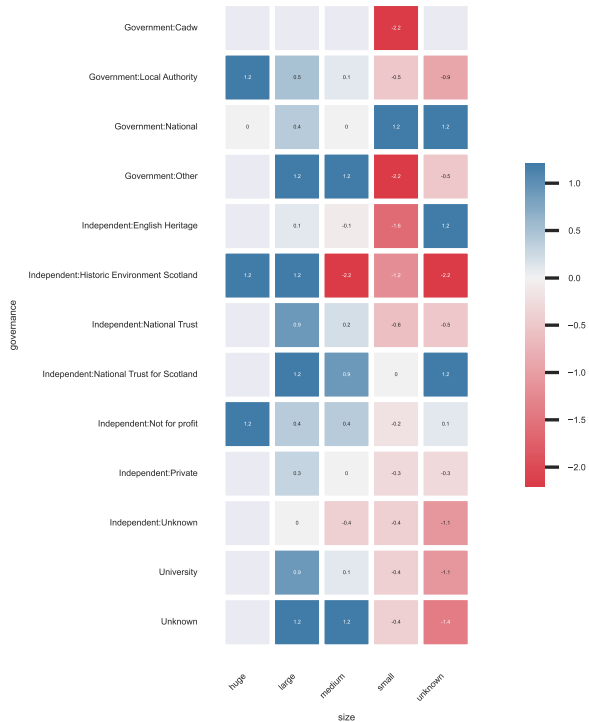 Government:Cadw -2.2
Government:Local Authority 1.2 0.5 0.1 -0.5 -0.9
Government:National 0 0.4 0 1.2 1.2
Government:Other 1.2 1.2 -2.2 -0.5
Independent:English Heritage 0.1 -0.1 -1.6 1.2
Independent:Historic Environment Scotland 1.2 1.2 -2.2 -1.2 -2.2
Independent:National Trust 0.9 0.2 -0.6 -0.5
Independent:National Trust for Scotland 1.2 0.9 0 1.2
Independent:Not for profit 1.2 0.4 0.4 -0.2 0.1
Independent:Private 0.3 0 -0.3 -0.3
Independent:Unknown 0 -0.4 -0.4 -1.1
University 0.9 0.1 -0.4 -1.1
Unknown 1.2 1.2 -0.4 -1.4
governance
huge large medium small unknown
size
1.0
0.5
0.0
−0.5
−1.0
−1.5
−2.0